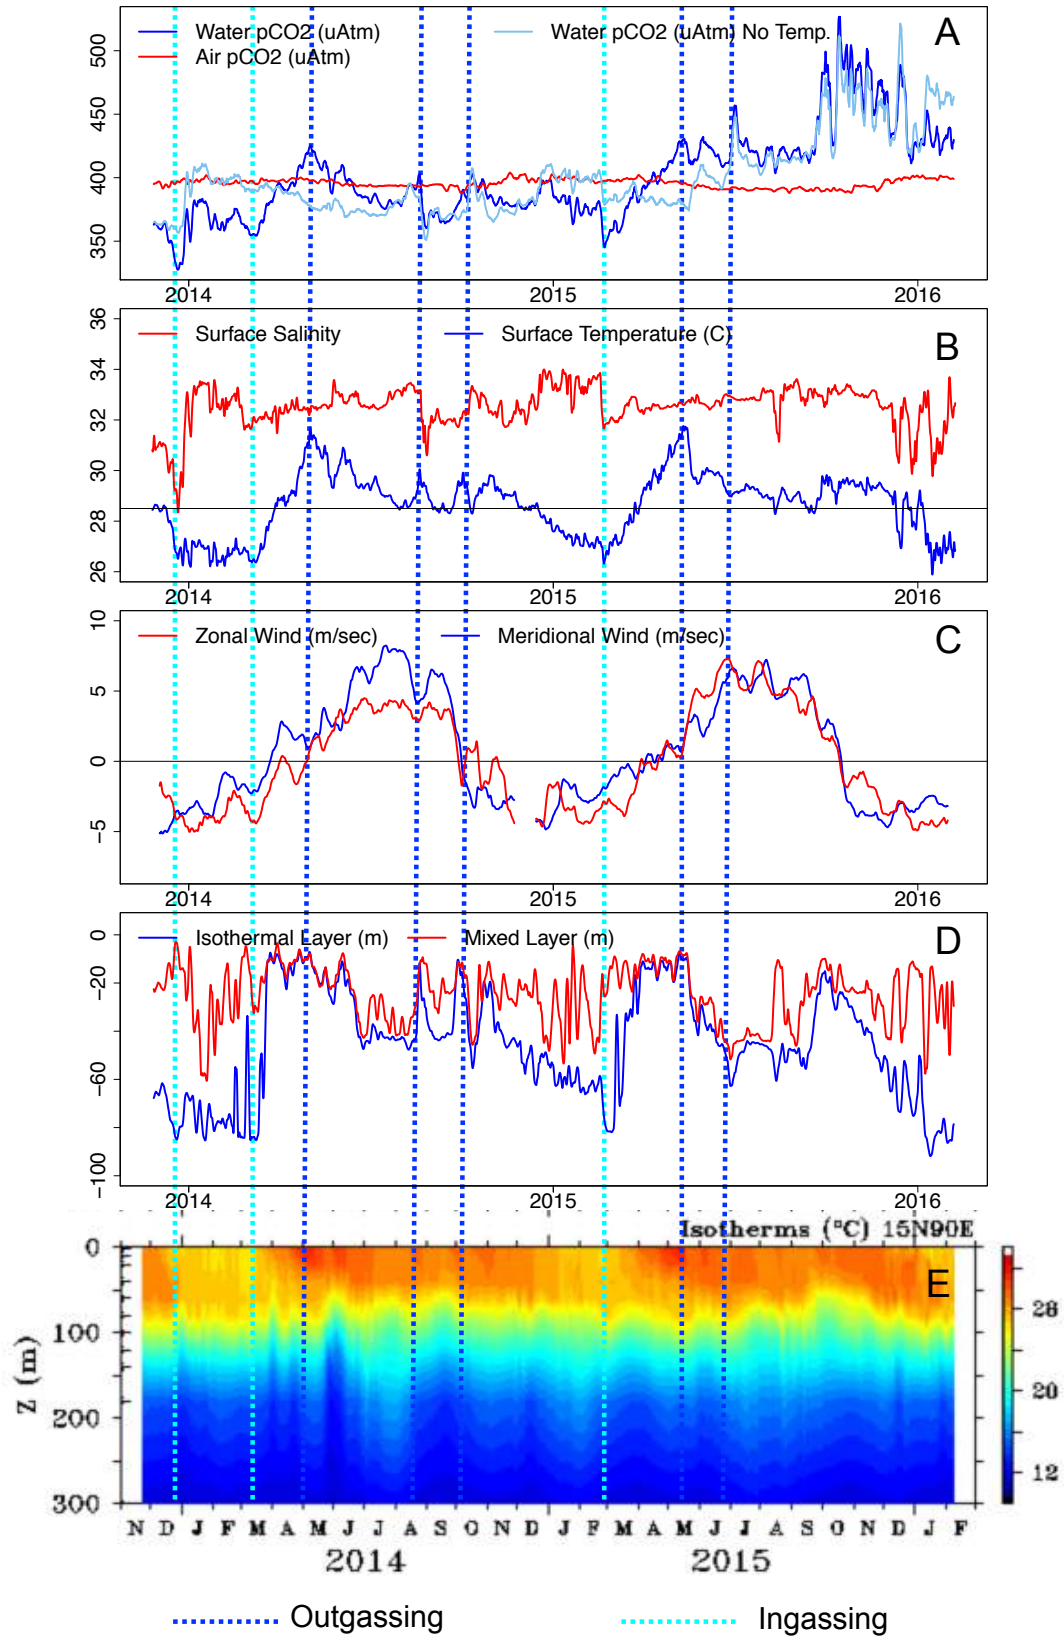 Water pCO2 (uAtm) Water pCO2 (uAtm) No Temp. A
Air pCO2 (uAtm)
500
450
400
350
2014 2015 2016
36 Surface Salinity Surface Temperature (C) B
34
32
30
28
26
2014 2015 2016
10 Zonal Wind (m/sec) Meridional Wind (m/sec) C
5
0
−5
2014 2015 2016
0 Isothermal Layer (m) Mixed Layer (m) D
−20
−60
−100
2014 2015 2016
Isotherms (°C) 15N90E
0 E
28
100
20
200
12
300
Z (m)
N D J F M A M J J A S O N D J F M A M J J A S O N D J F
2014 2015
Outgassing Ingassing